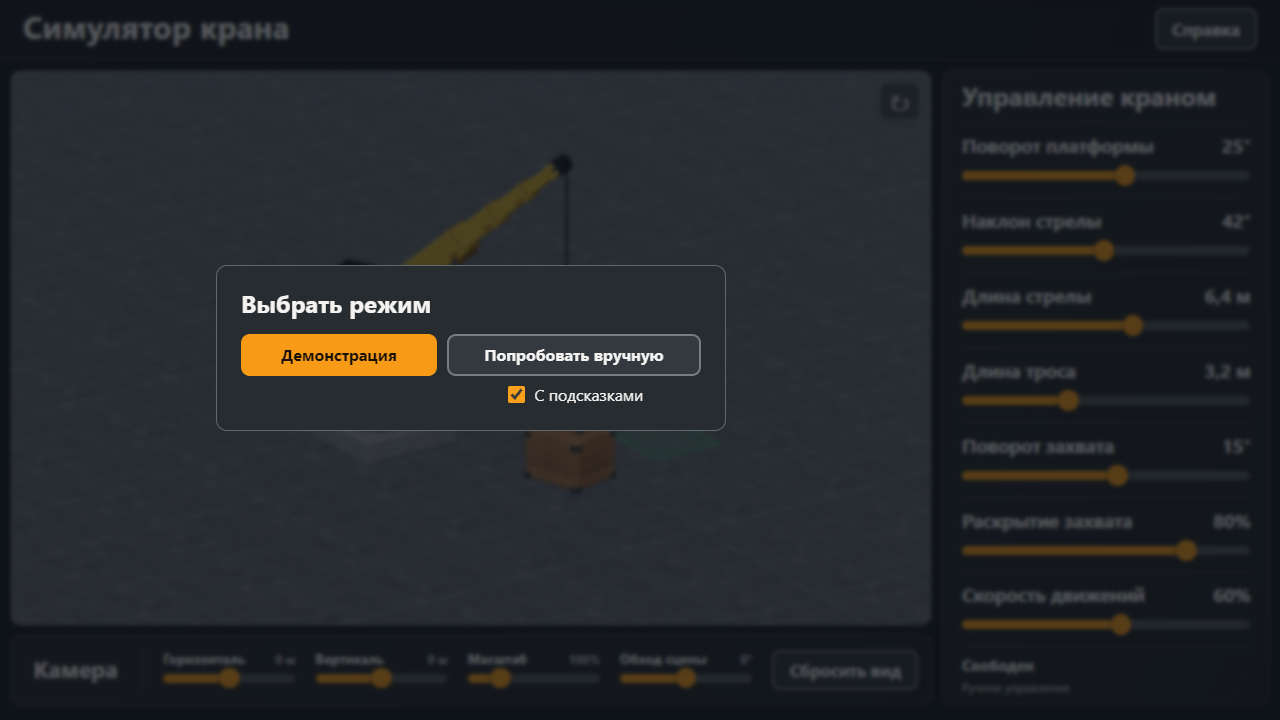 Симулятор крана
Справка
Управление краном
Поворот платформы 25°
Наклон стрелы 42°
Длина стрелы 6,4 м
Длина троса 3,2 м
Поворот захвата 15°
Раскрытие захвата 80%
Скорость движений 60%
Свободен
Ручное управление
Выбрать режим
Демонстрация
Попробовать вручную
С подсказками
Камера
Горизонталь 0 м
Вертикаль 0 м
Масштаб 100%
Обход сцены 0°
Сбросить вид